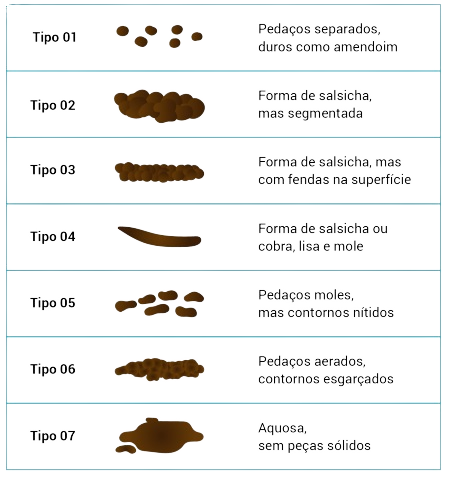 Tipo 01
Pedaços separados,
duros como amendoim
Tipo 02
Forma de salsicha,
mas segmentada
Tipo 03
Forma de salsicha, mas
com fendas na superfície
Tipo 04
Forma de salsicha ou
cobra, lisa e mole
Tipo 05
Pedaços moles,
mas contornos nítidos
Tipo 06
Pedaços aerados,
contornos esgarçados
Tipo 07
Aquosa,
sem peças sólidos